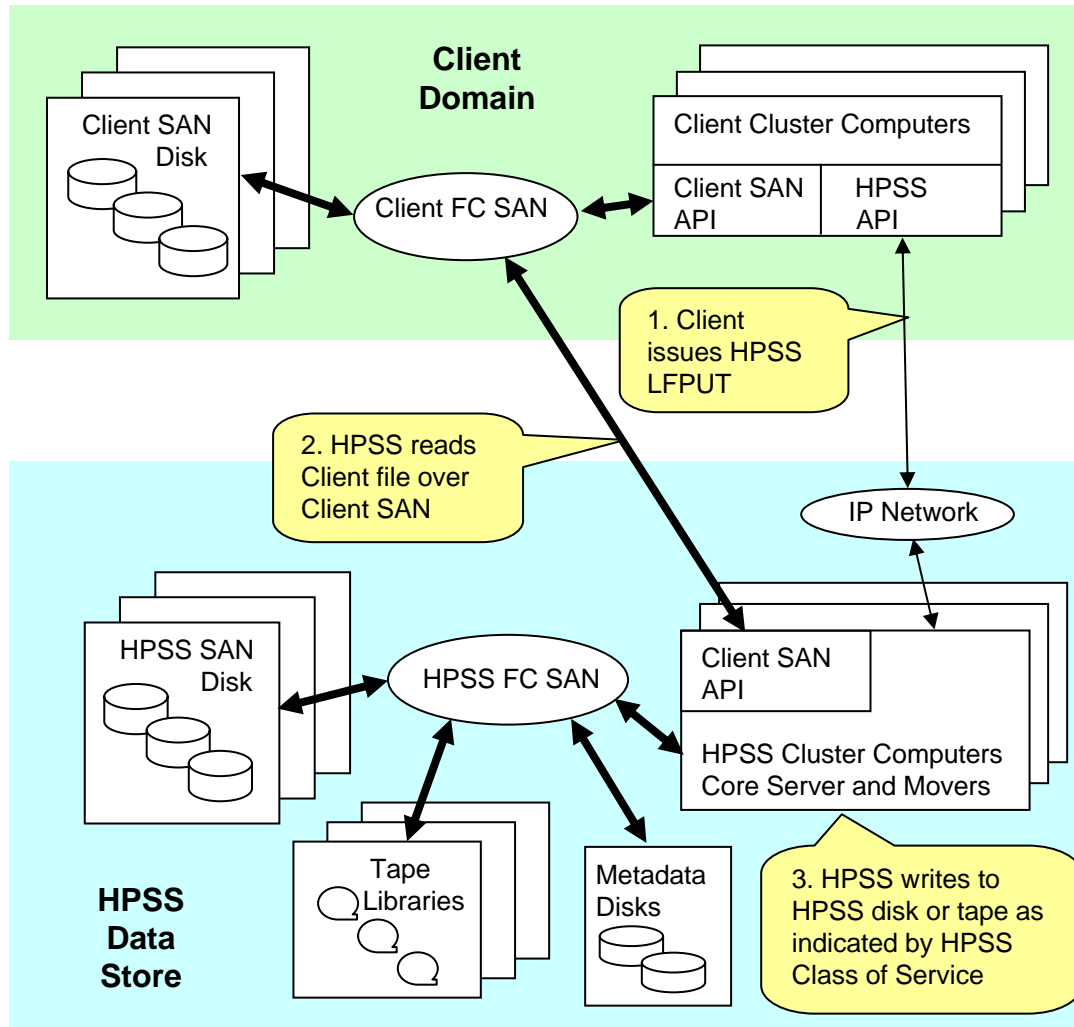 Client
Domain
Client SAN
Disk
Client FC SAN
Client Cluster Computers
Client SAN
API
HPSS
API
1. Client
issues HPSS
LFPUT
2. HPSS reads
Client file over
Client SAN
IP Network
HPSS SAN
Disk
HPSS FC SAN
Client SAN
API
HPSS Cluster Computers
Core Server and Movers
Tape
Libraries
Metadata
Disks
3. HPSS writes to
HPSS disk or tape as
indicated by HPSS
Class of Service
HPSS
Data
Store